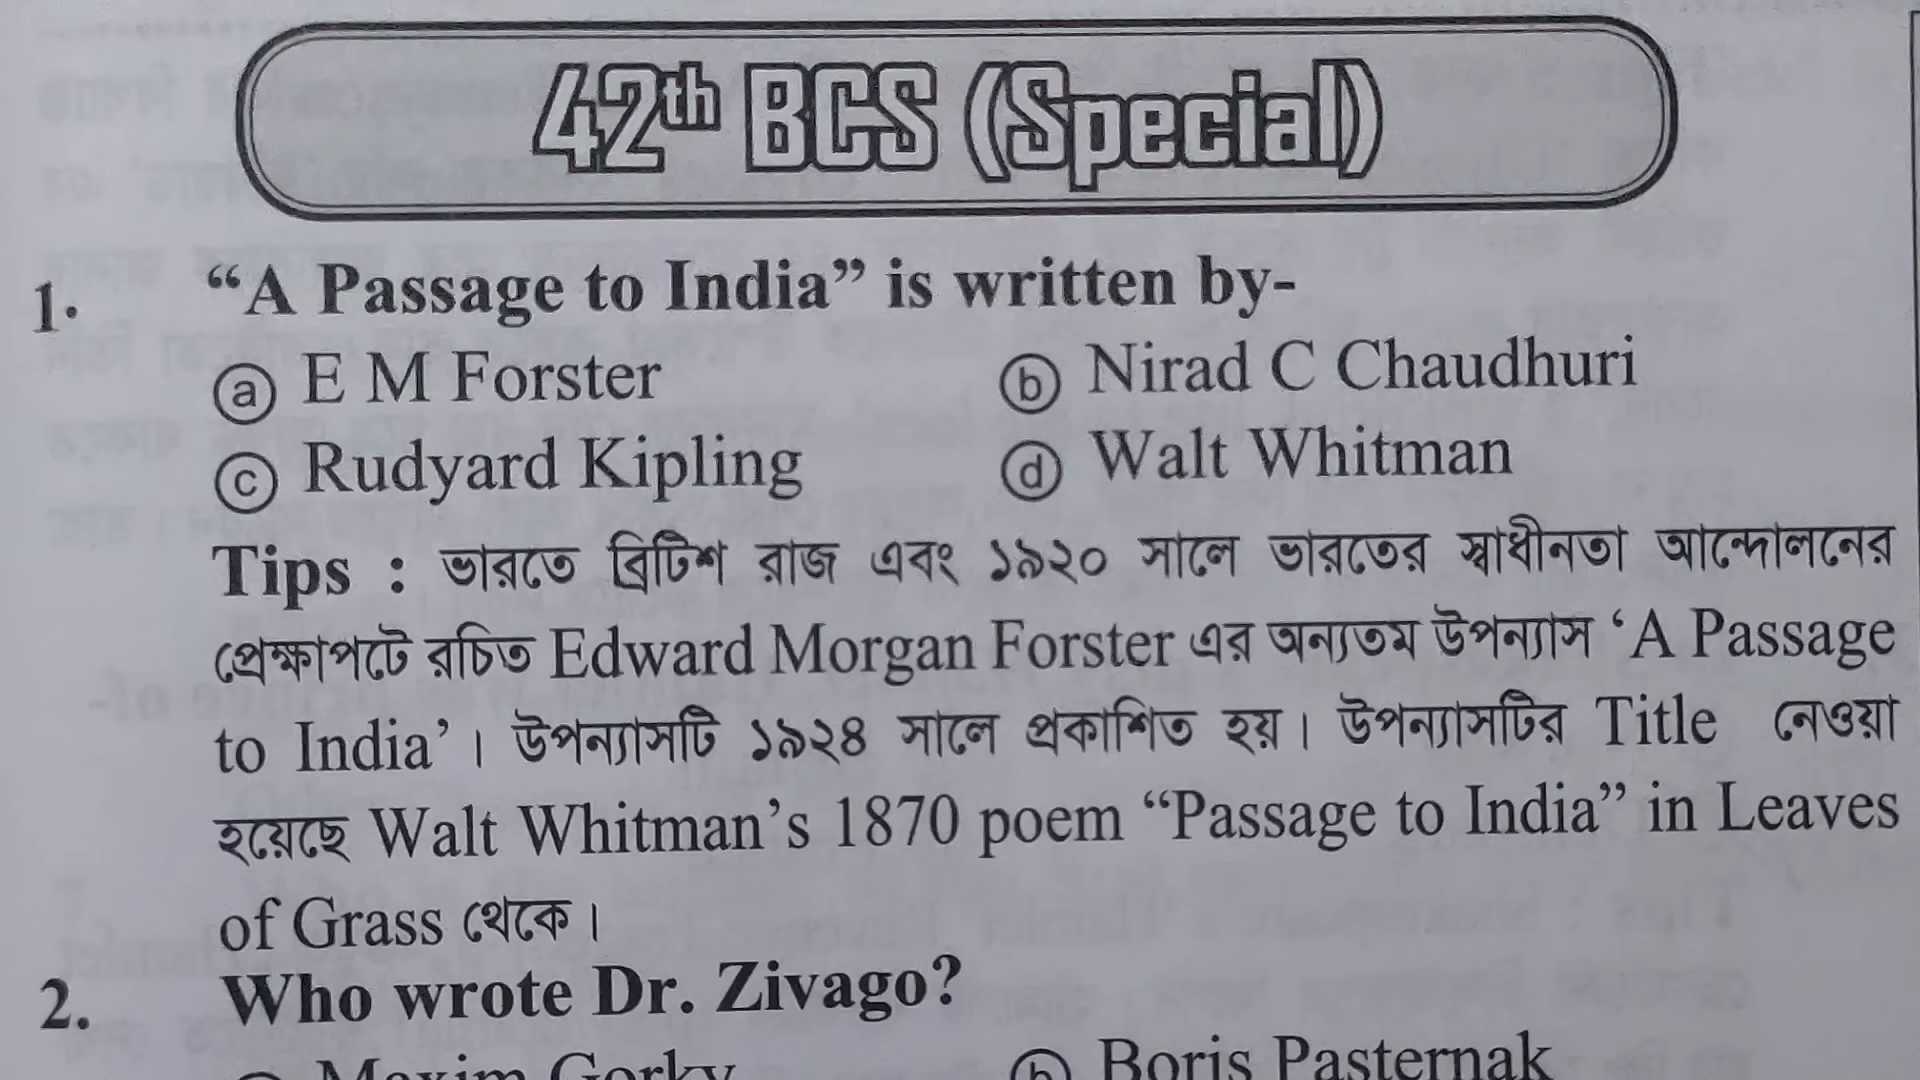 42th BCS (Special)
1. “A Passage to India” is written by-
ⓐ E M Forster ⓑ Nirad C Chaudhuri
ⓒ Rudyard Kipling ⓓ Walt Whitman
Tips : ভারতে ব্রিটিশ রাজ এবং ১৯২০ সালে ভারতের স্বাধীনতা আন্দোলনের
প্রেক্ষাপটে রচিত Edward Morgan Forster এর অন্যতম উপন্যাস ‘A Passage
to India’। উপন্যাসটি ১৯২৪ সালে প্রকাশিত হয়। উপন্যাসটির Title নেওয়া
হয়েছে Walt Whitman’s 1870 poem “Passage to India” in Leaves
of Grass থেকে।
2. Who wrote Dr. Zivago?
Maxim Gorky ⓑ Boris Pasternak